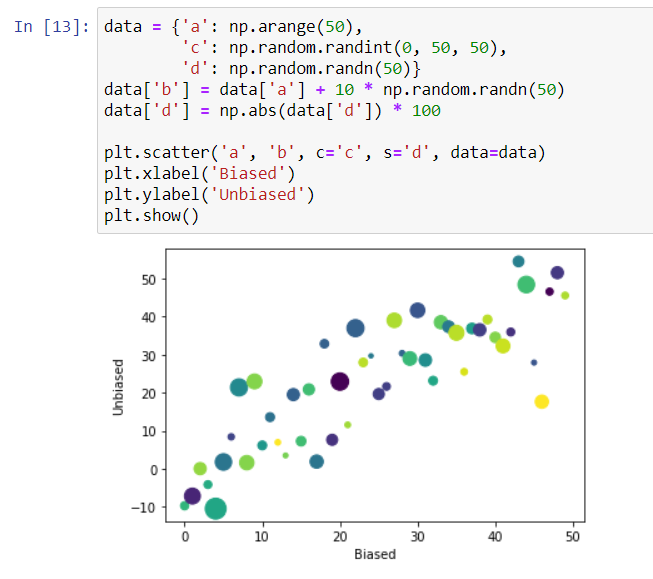 In [13]: data = {'a': np.arange(50),
'c': np.random.randint(0, 50, 50),
'd': np.random.randn(50)}
data['b'] = data['a'] + 10 * np.random.randn(50)
data['d'] = np.abs(data['d']) * 100
plt.scatter('a', 'b', c='c', s='d', data=data)
plt.xlabel('Biased')
plt.ylabel('Unbiased')
plt.show()
50
40
30
20
10
0
−10
Unbiased
0 10 20 30 40 50
Biased